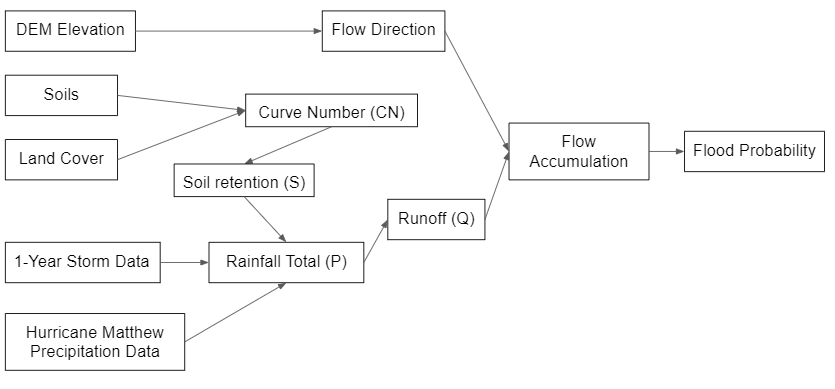 DEM Elevation
Flow Direction
Soils
Curve Number (CN)
Land Cover
Flow
Accumulation
Flood Probability
Soil retention (S)
Runoff (Q)
1-Year Storm Data
Rainfall Total (P)
Hurricane Matthew
Precipitation Data